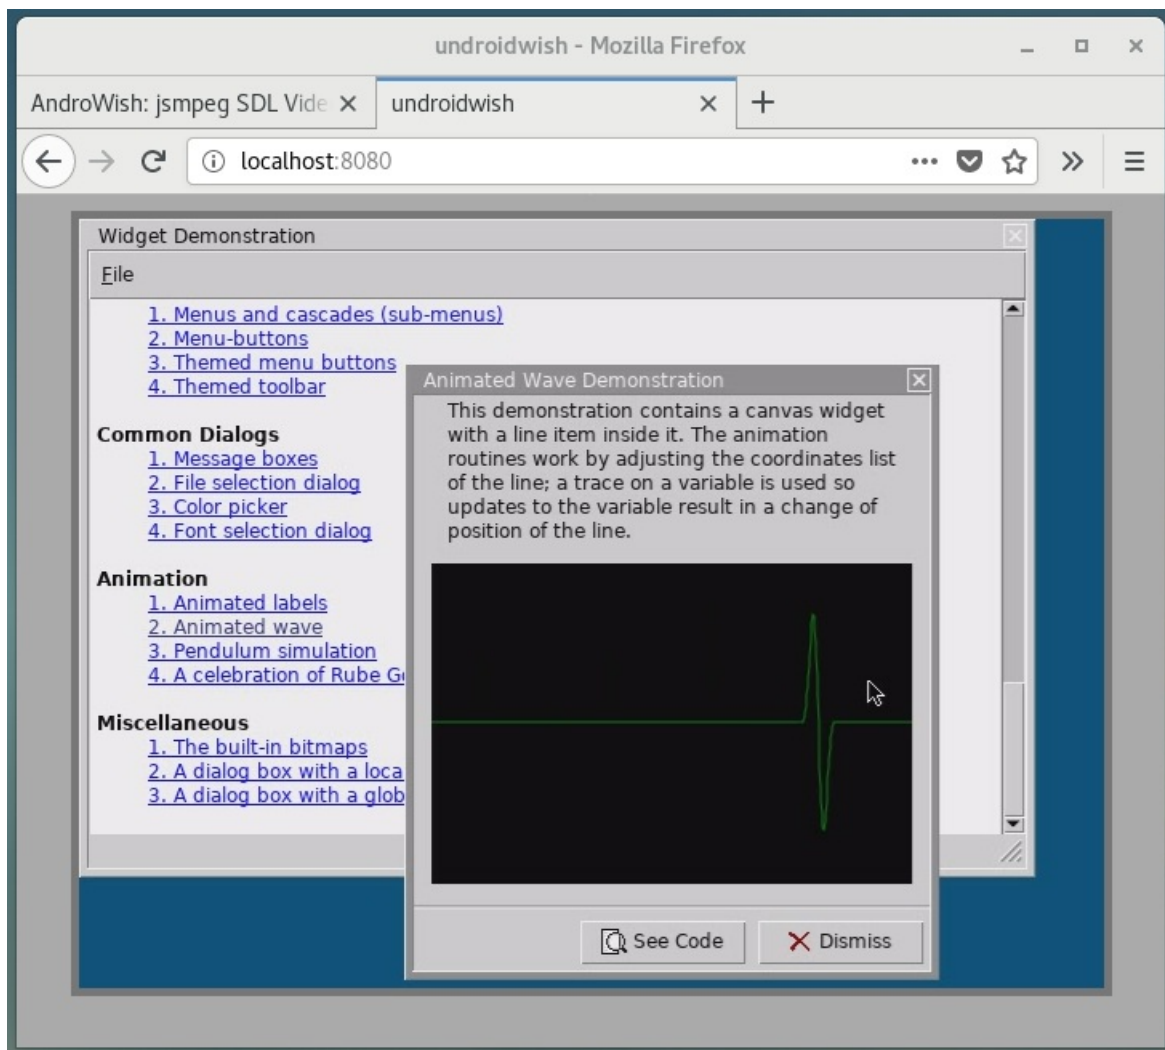 undroidwish - Mozilla Firefox
AndroWish: jsmpeg SDL Vide
undroidwish
localhost:8080
Widget Demonstration
File
1. Menus and cascades (sub-menus)
2. Menu-buttons
3. Themed menu buttons
4. Themed toolbar
Common Dialogs
1. Message boxes
2. File selection dialog
3. Color picker
4. Font selection dialog
Animation
1. Animated labels
2. Animated wave
3. Pendulum simulation
4. A celebration of Rube G
Miscellaneous
1. The built-in bitmaps
2. A dialog box with a loca
3. A dialog box with a glob
Animated Wave Demonstration
This demonstration contains a canvas widget
with a line item inside it. The animation
routines work by adjusting the coordinates list
of the line; a trace on a variable is used so
updates to the variable result in a change of
position of the line.
See Code
Dismiss